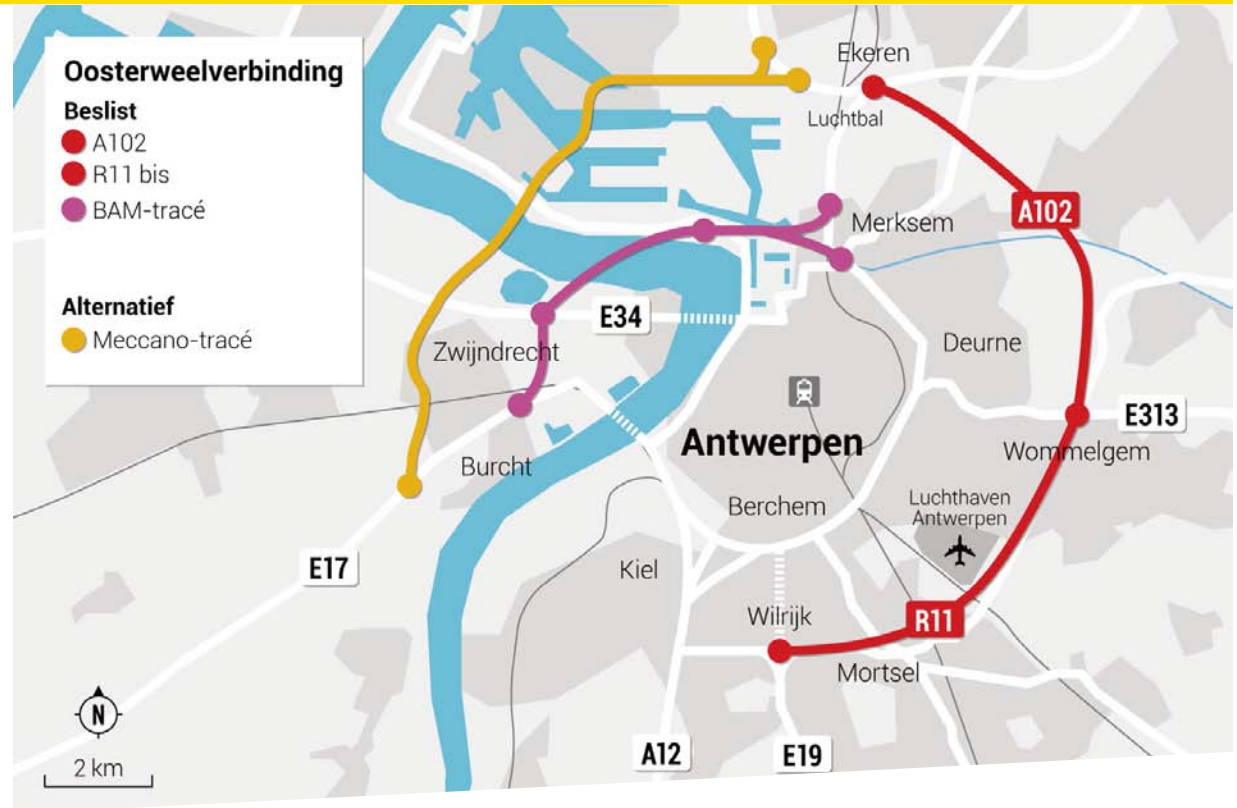 Oosterweelverbinding
Beslist
A102
R11 bis
BAM-tracé
Alternatief
Meccano-tracé
Ekeren
Luchtbal
A102
Merksem
E34
Zwijndrecht
Deurne
E313
Antwerpen
Wommelgem
Burcht
Luchthaven
Antwerpen
Berchem
E17
Kiel
Wilrijk
R11
Mortsel
N
2 km
A12
E19